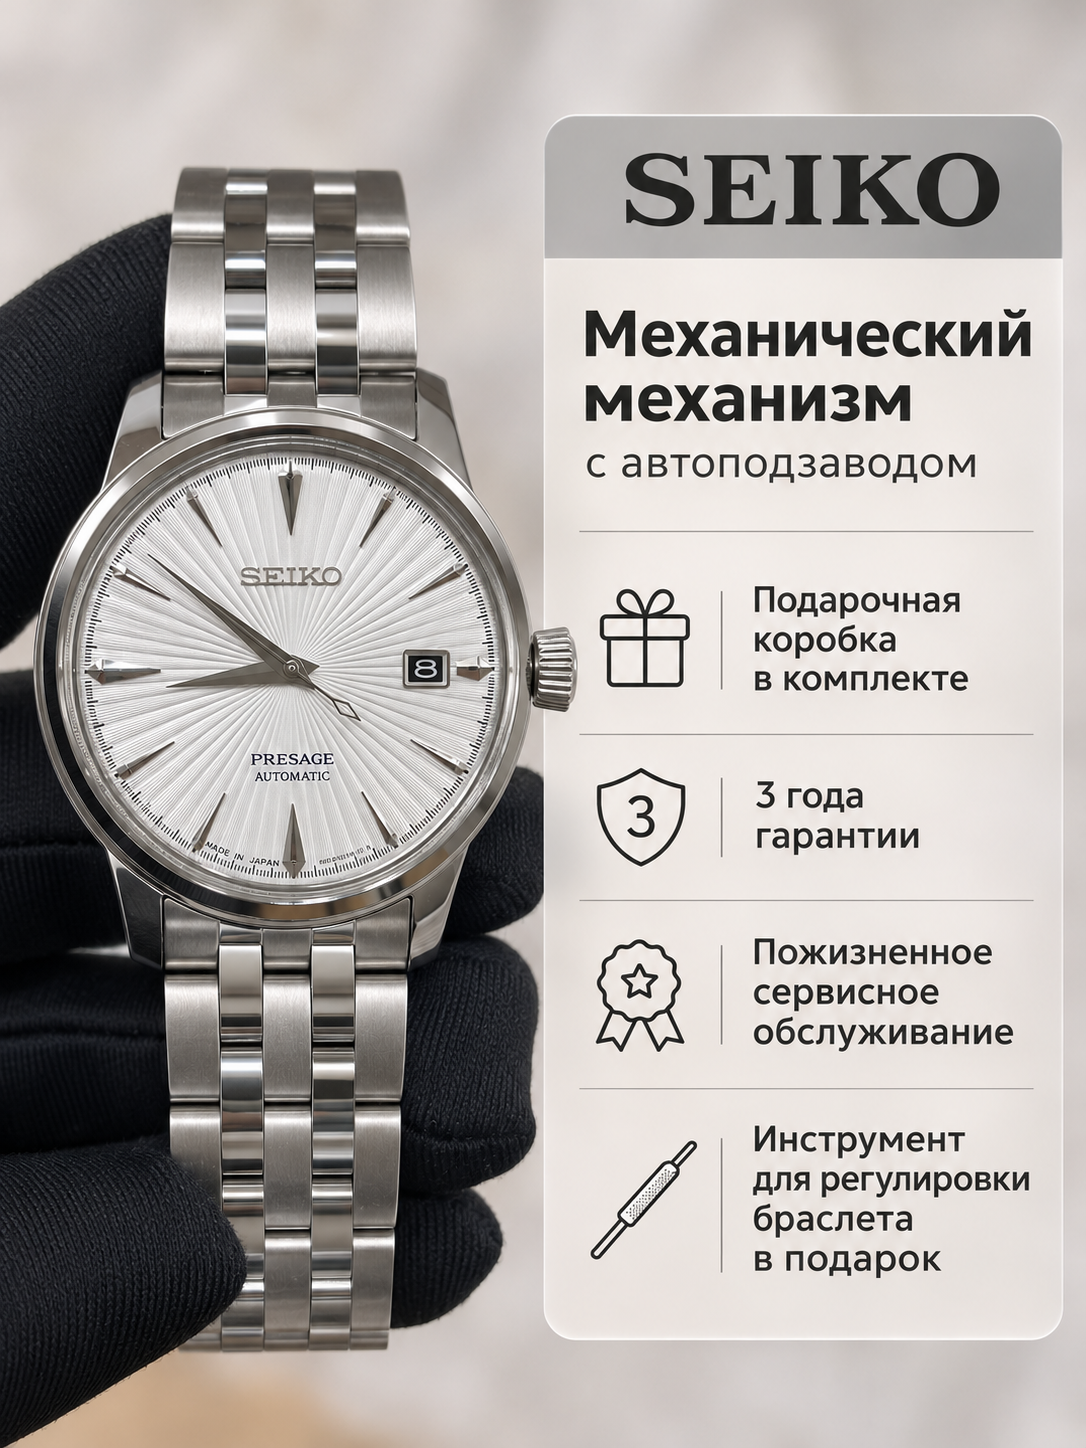 SEIKO
Механический
механизм
с автоподзаводом
Подарочная
коробка
в комплекте
3
3 года
гарантии
Пожизненное
сервисное
обслуживание
Инструмент
для регулировки
браслета
в подарок
SEIKO
8
PRESAGE
AUTOMATIC
MADE IN JAPAN